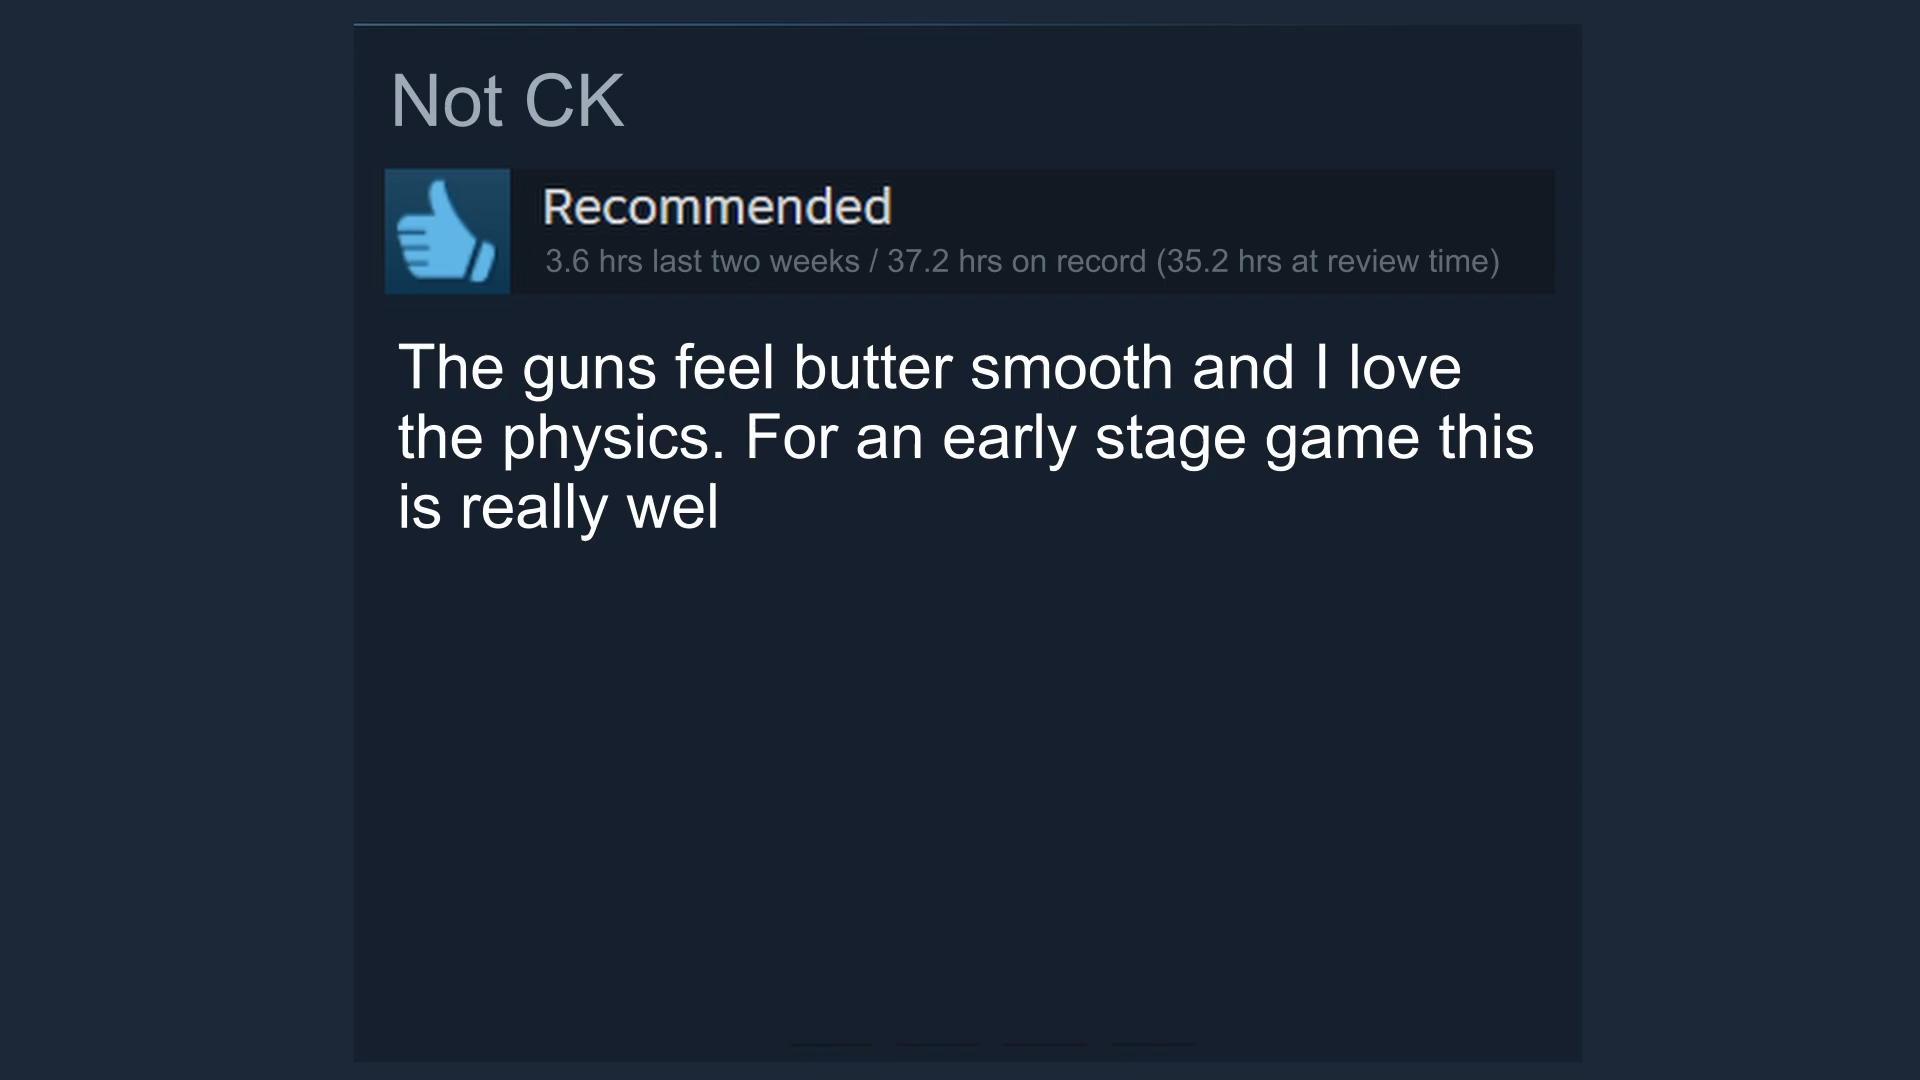 Not CK
Recommended
3.6 hrs last two weeks / 37.2 hrs on record (35.2 hrs at review time)
The guns feel butter smooth and I love
the physics. For an early stage game this
is really wel